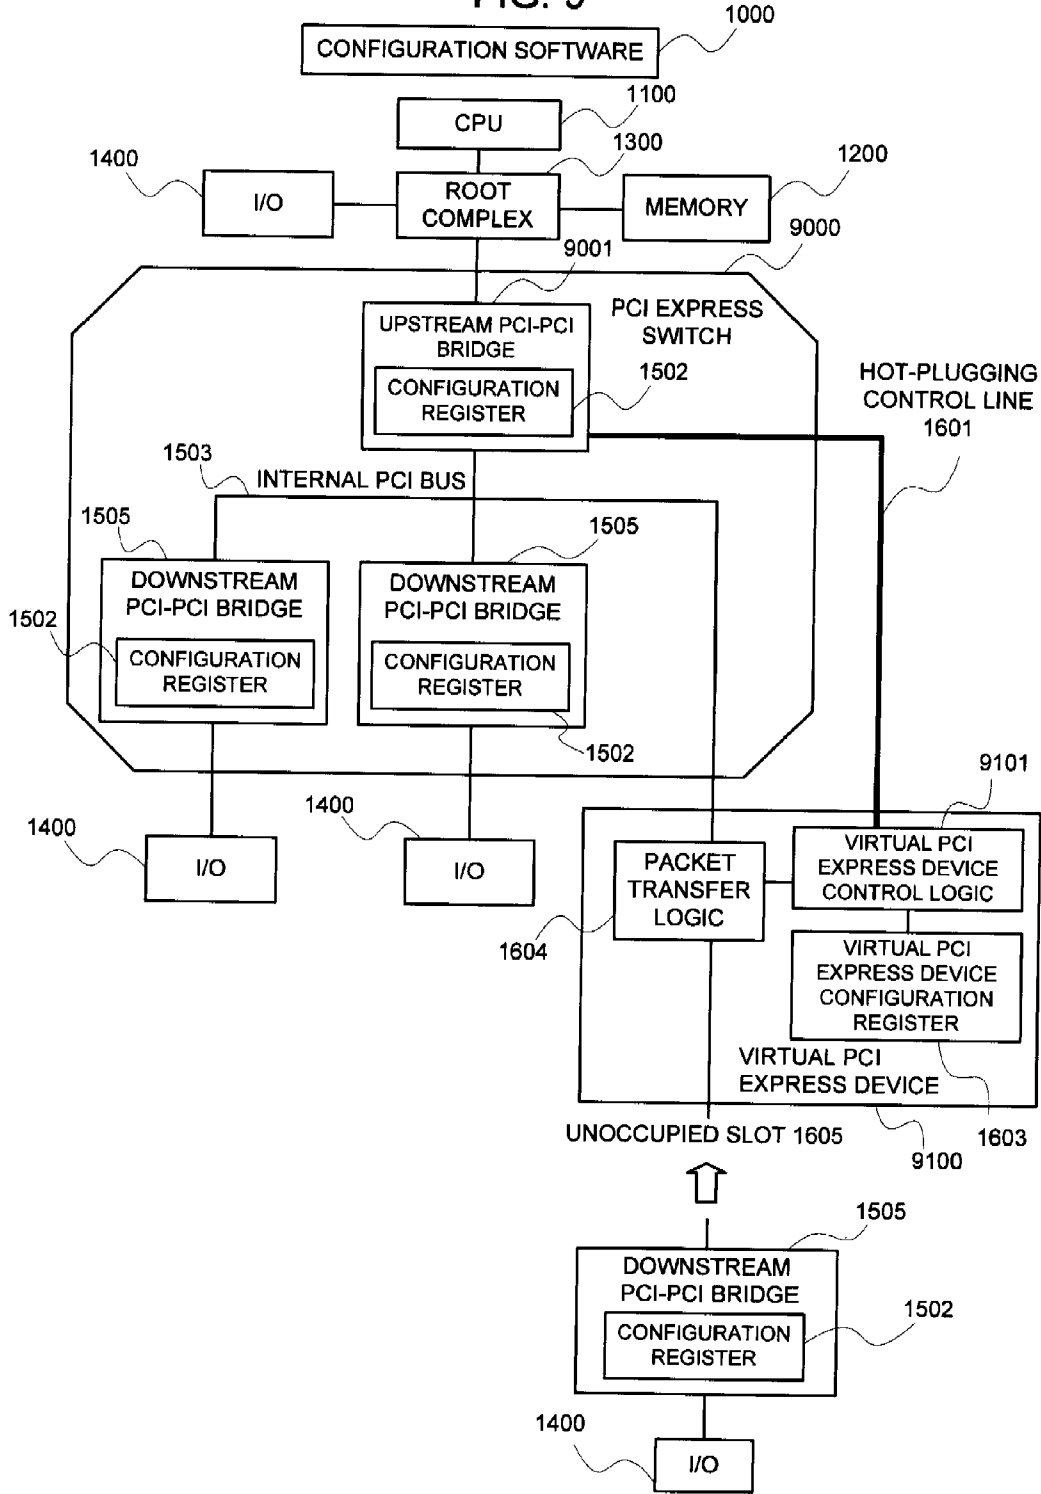 FIG. 9
1000
CONFIGURATION SOFTWARE
1100
CPU
1300
1400
1200
I/O
ROOT
COMPLEX
MEMORY
9000
9001
UPSTREAM PCI-PCI
BRIDGE
PCI EXPRESS
SWITCH
CONFIGURATION
REGISTER
1502
HOT-PLUGGING
CONTROL LINE
1601
1503
INTERNAL PCI BUS
1505
1505
DOWNSTREAM
PCI-PCI BRIDGE
DOWNSTREAM
PCI-PCI BRIDGE
1502
CONFIGURATION
REGISTER
CONFIGURATION
REGISTER
1502
9101
1400
1400
I/O
I/O
PACKET
TRANSFER
LOGIC
VIRTUAL PCI
EXPRESS DEVICE
CONTROL LOGIC
1604
VIRTUAL PCI
EXPRESS DEVICE
CONFIGURATION
REGISTER
VIRTUAL PCI
EXPRESS DEVICE
1603
UNOCCUPIED SLOT 1605
9100
1505
DOWNSTREAM
PCI-PCI BRIDGE
CONFIGURATION
REGISTER
1502
1400
I/O